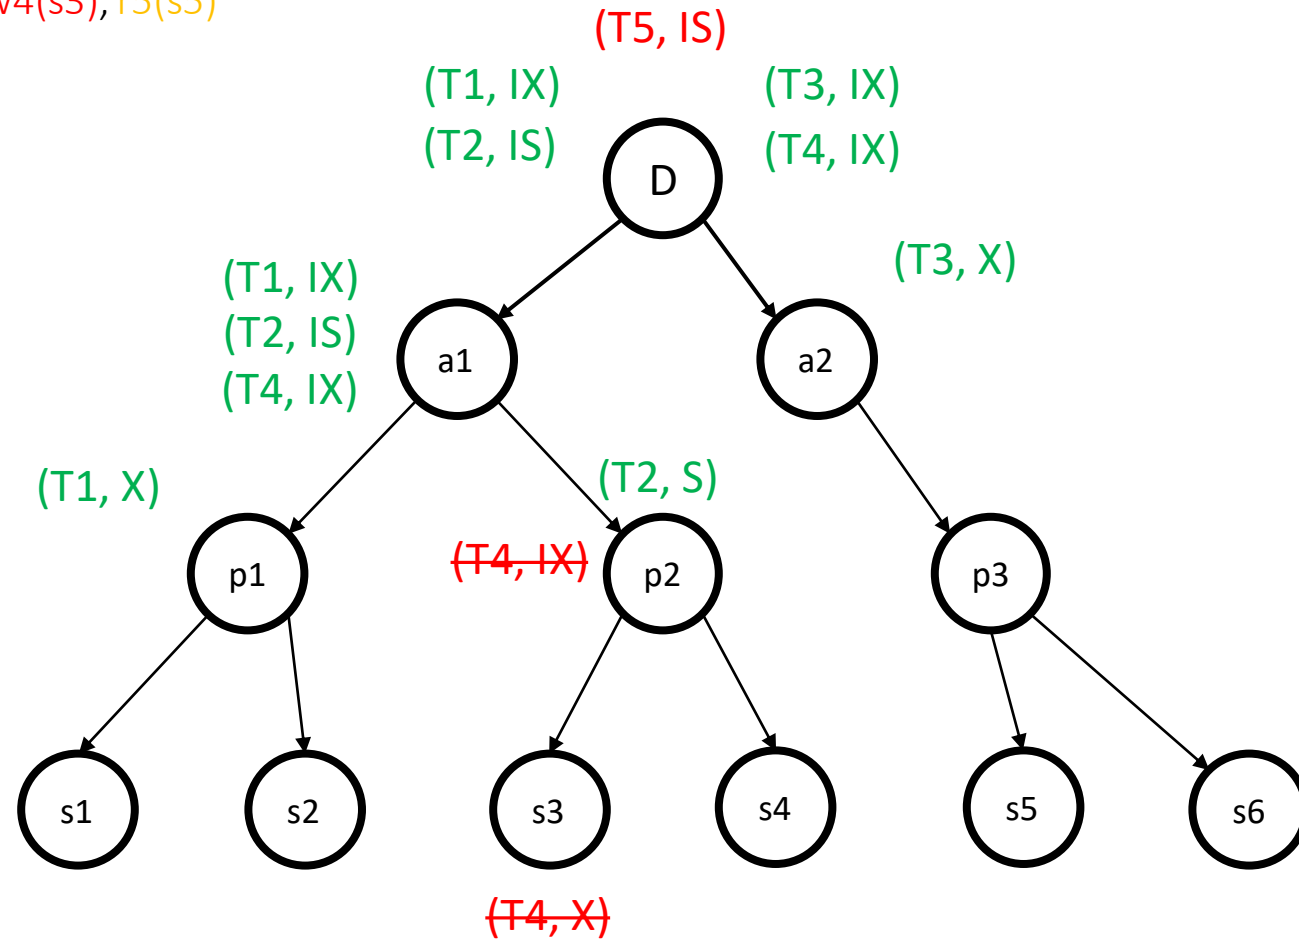 (T5, IS)
(T1, IX)
(T3, IX)
(T2, IS)
(T4, IX)
D
(T3, X)
(T1, IX)
(T2, IS)
(T4, IX)
a1
a2
(T1, X)
(T2, S)
(T4, IX)
p1
p2
p3
s1
s2
s3
s4
s5
s6
(T4, X)